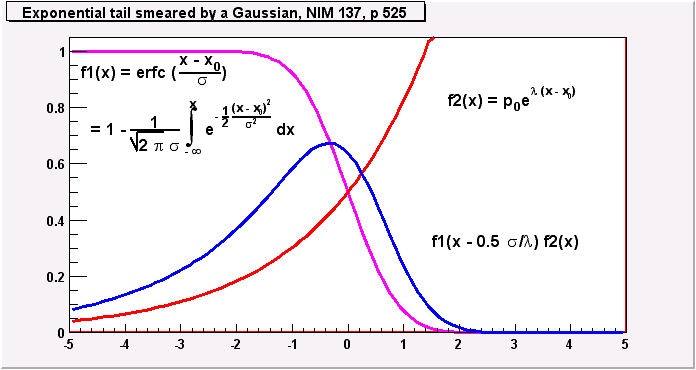 Exponential tail smeared by a Gaussian, NIM 137, p 525
f1(x) = erfc ( (x - x₀) / σ )
= 1 - 1 / (√2 π σ) ∫_{-∞}^{x} e^{-1/2 (x - x₀)² / σ²} dx
f2(x) = p₀e^{λ (x - x₀)}
f1(x - 0.5 σ/λ) f2(x)
1
0.8
0.6
0.4
0.2
0
-5 -4 -3 -2 -1 0 1 2 3 4 5